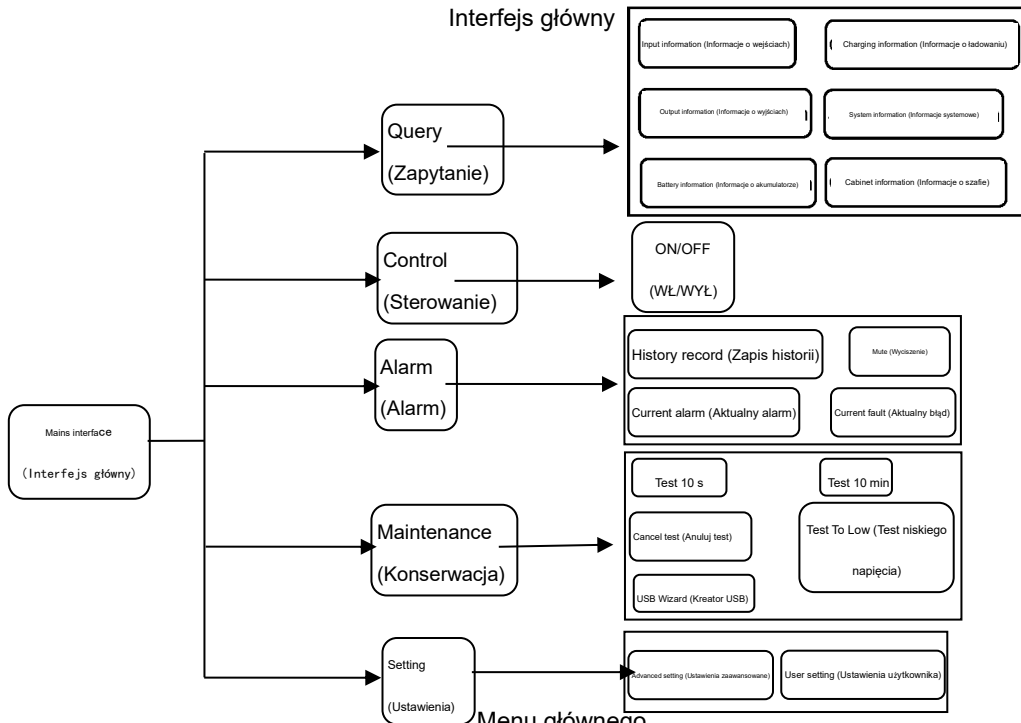 Interfejs główny
Input information (Informacje o wejściach)
Charging information (Informacje o ładowaniu)
Output information (Informacje o wyjściach)
System information (Informacje systemowe)
Battery information (Informacje o akumulatorze)
Cabinet information (Informacje o szafie)
Query
(Zapytanie)
Control
(Sterowanie)
ON/OFF
(WŁ/WYŁ)
Alarm
(Alarm)
History record (Zapis historii)
Mute (Wyciszenie)
Current alarm (Aktualny alarm)
Current fault (Aktualny błąd)
Mains interface
(Interfejs główny)
Maintenance
(Konserwacja)
Test 10 s
Test 10 min
Cancel test (Anuluj test)
Test To Low (Test niskiego
napięcia)
USB Wizard (Kreator USB)
Setting
(Ustawienia)
Advanced setting (Ustawienia zaawansowane)
User setting (Ustawienia użytkownika)
Menu głównego